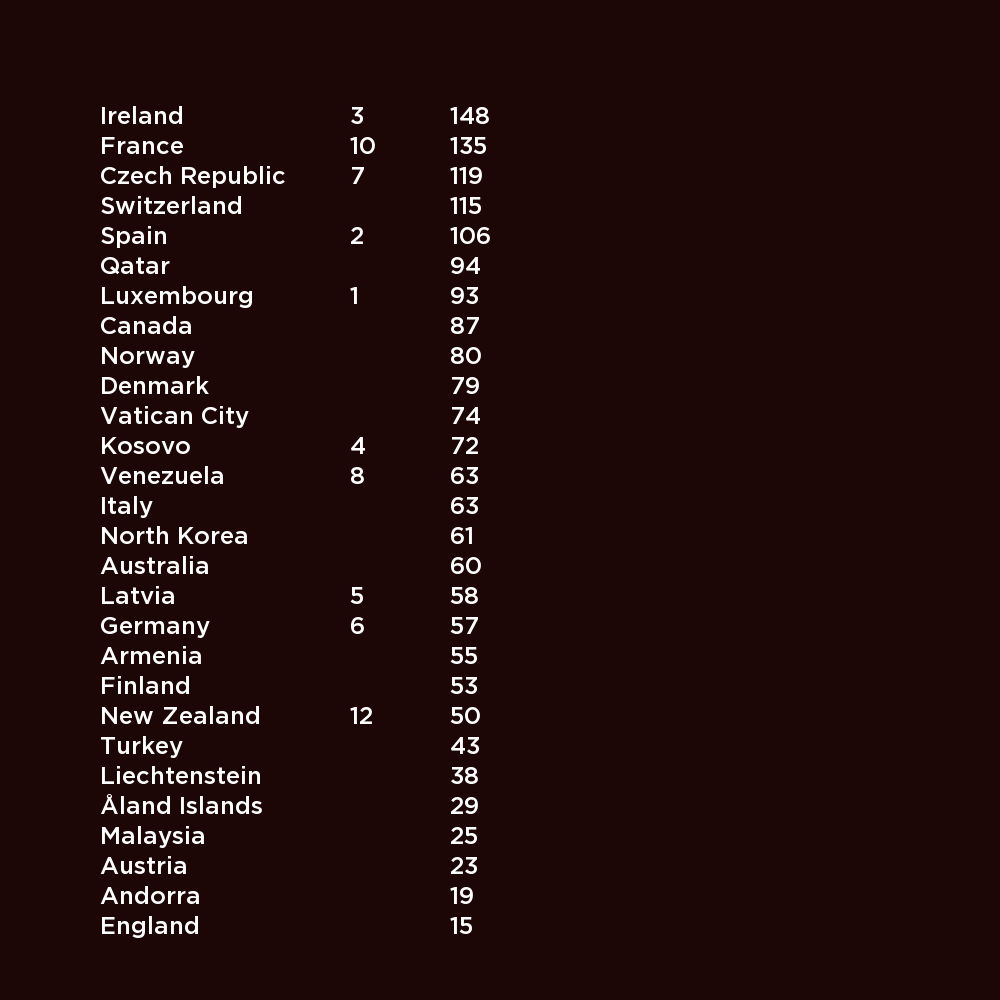 Ireland 3 148
France 10 135
Czech Republic 7 119
Switzerland 115
Spain 2 106
Qatar 94
Luxembourg 1 93
Canada 87
Norway 80
Denmark 79
Vatican City 74
Kosovo 4 72
Venezuela 8 63
Italy 63
North Korea 61
Australia 60
Latvia 5 58
Germany 6 57
Armenia 55
Finland 53
New Zealand 12 50
Turkey 43
Liechtenstein 38
Åland Islands 29
Malaysia 25
Austria 23
Andorra 19
England 15